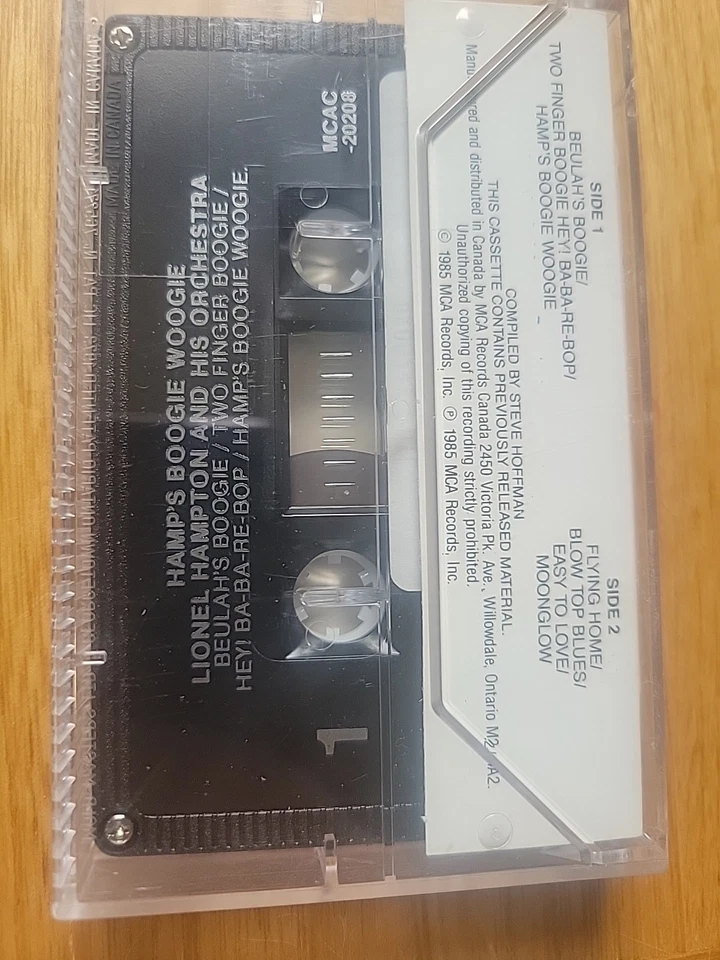 SIDE 1
BEULAH'S BOOGIE/
TWO FINGER BOOGIE HEY! BA-BA-RE-BOP/
HAMP'S BOOGIE WOOGIE
SIDE 2
FLYING HOME/
BLOW TOP BLUES/
EASY TO LOVE/
MOONGLOW
COMPILED BY STEVE HOFFMAN
THIS CASSETTE CONTAINS PREVIOUSLY RELEASED MATERIAL.
and distributed in Canada by MCA Records Canada 2450 Victoria Pk. Ave., Willowdale, Ontario
Unauthorized copying of this recording strictly prohibited.
© 1985 MCA Records, Inc. ℗ 1985 MCA Records, Inc.
MCAC
-20208
1
HAMP'S BOOGIE WOOGIE
LIONEL HAMPTON AND HIS ORCHESTRA
BEULAH'S BOOGIE / TWO FINGER BOOGIE /
HEY! BA-BA-RE-BOP / HAMP'S BOOGIE WOOGIE.
MADE IN CANADA